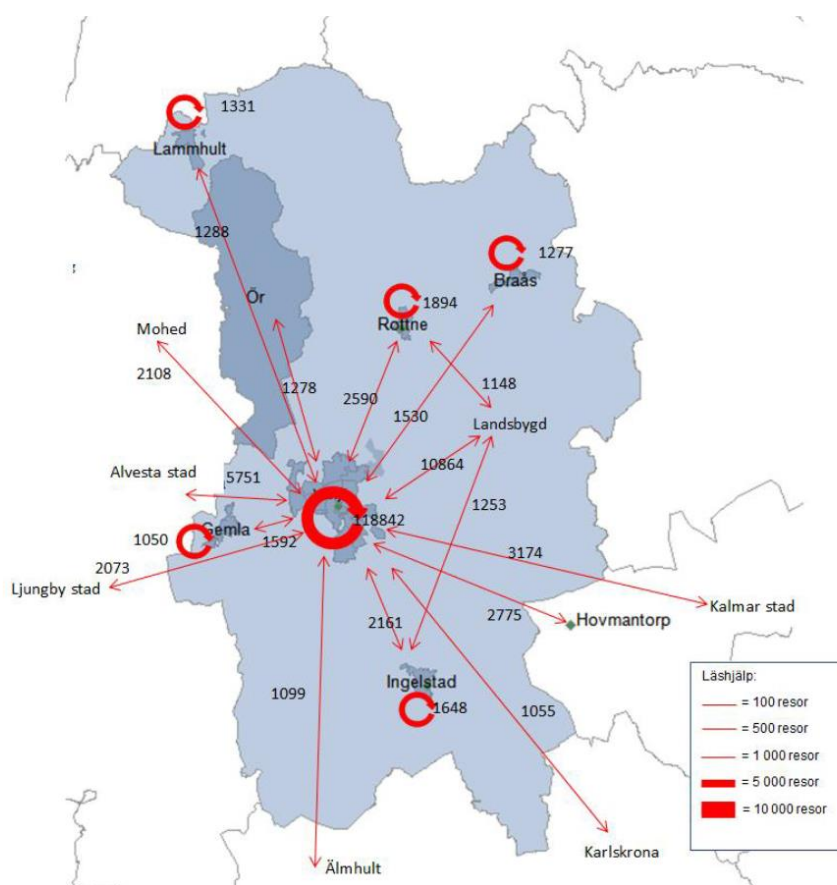 1331
Lammhult
1288
1277
Braås
Ör
1894
Rottne
Mohed
2108
1278
2590
1148
1530
Landsbygd
Alvesta stad
5751
10864
1253
118842
1050
Gemla
1592
3174
2073
Ljungby stad
2775
Kalmar stad
Hovmantorp
2161
Ingelstad
1648
1099
1055
Läshjälp:
= 100 resor
= 500 resor
= 1 000 resor
= 5 000 resor
= 10 000 resor
Karlskrona
Älmhult